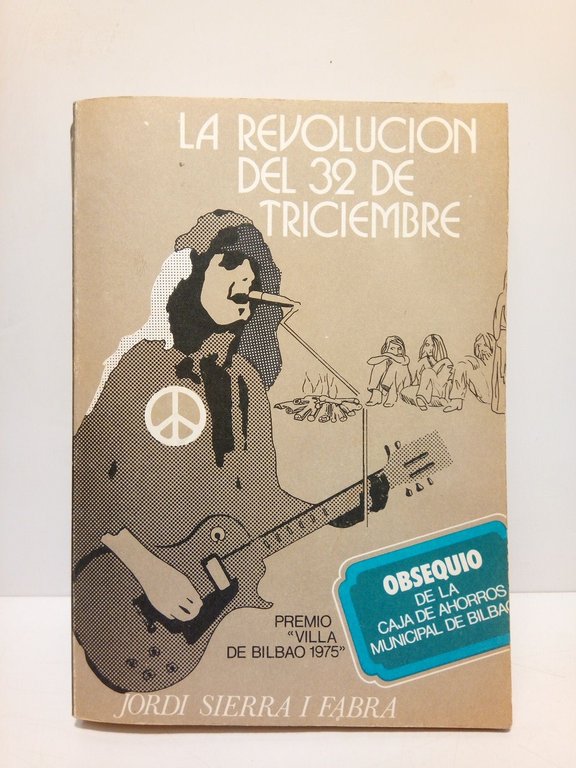 LA REVOLUCION
DEL 32 DE
TRICIEMBRE
OBSEQUIO
DE LA
CAJA DE AHORROS
MUNICIPAL DE BILBAO
PREMIO
"VILLA
DE BILBAO 1975"
JORDI SIERRA I FABRA